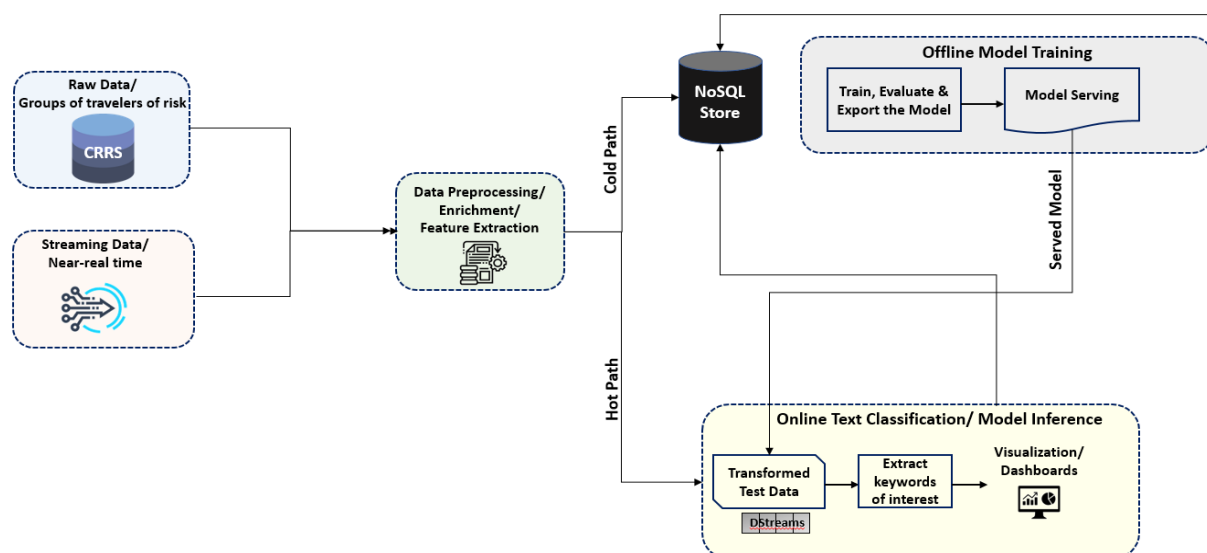 Raw Data/
Groups of travelers of risk
CRRS
Streaming Data/
Near-real time
Data Preprocessing/
Enrichment/
Feature Extraction
Cold Path
Hot Path
NoSQL
Store
Offline Model Training
Train, Evaluate &
Export the Model
Model Serving
Served Model
Online Text Classification/ Model Inference
Transformed
Test Data
DStreams
Extract
keywords
of interest
Visualization/
Dashboards